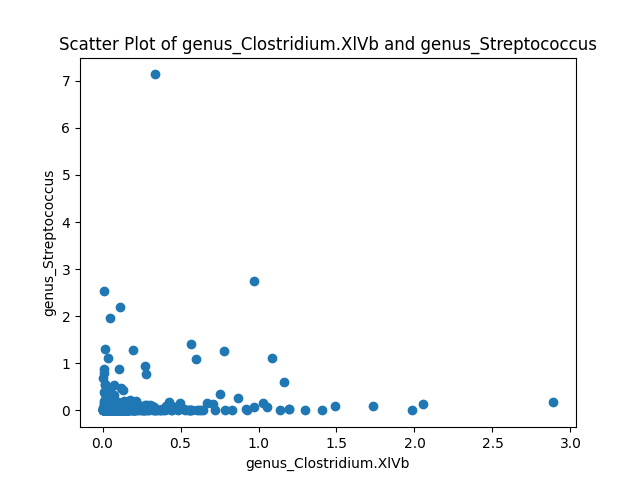 Scatter Plot of genus_Clostridium.XlVb and genus_Streptococcus
genus_Streptococcus
7
6
5
4
3
2
1
0
0.0 0.5 1.0 1.5 2.0 2.5 3.0
genus_Clostridium.XlVb